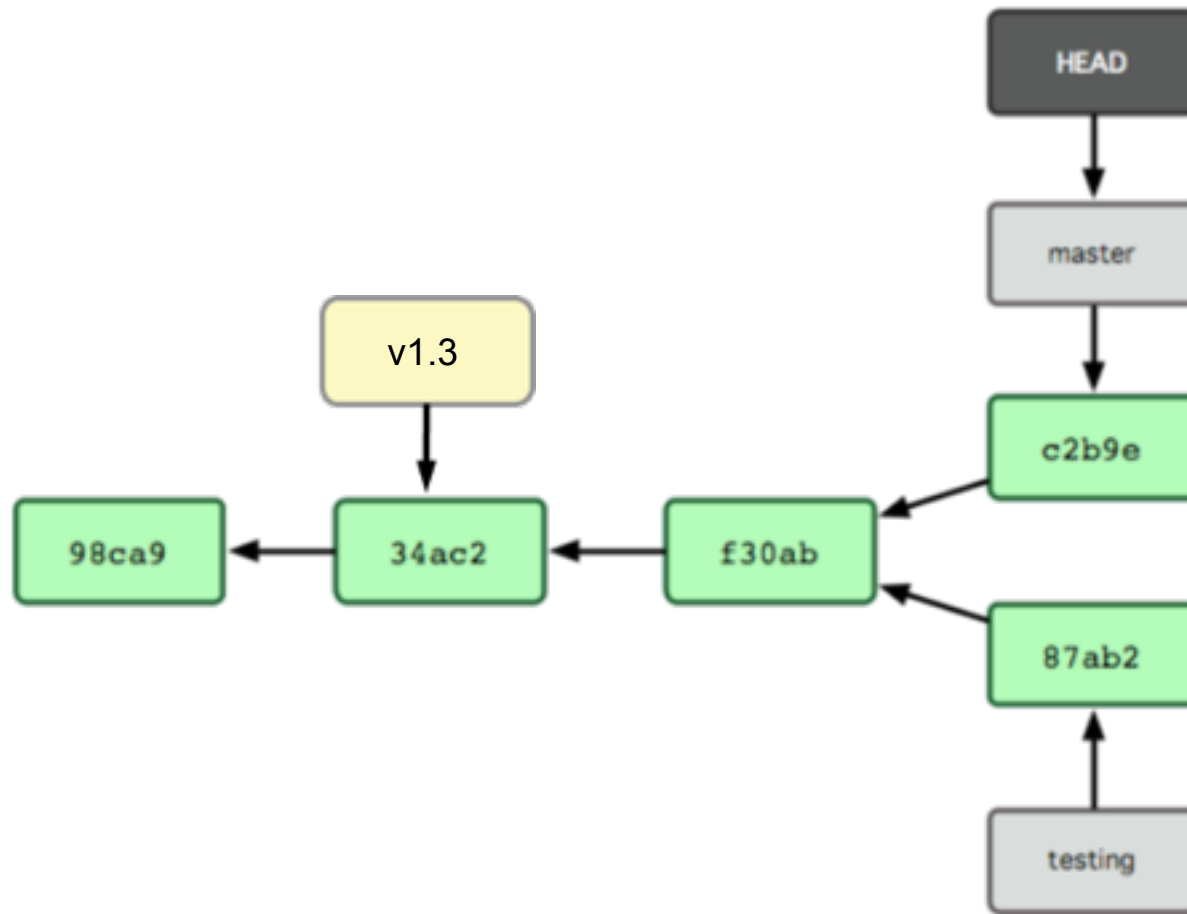 HEAD
master
v1.3
c2b9e
98ca9
34ac2
f30ab
87ab2
testing